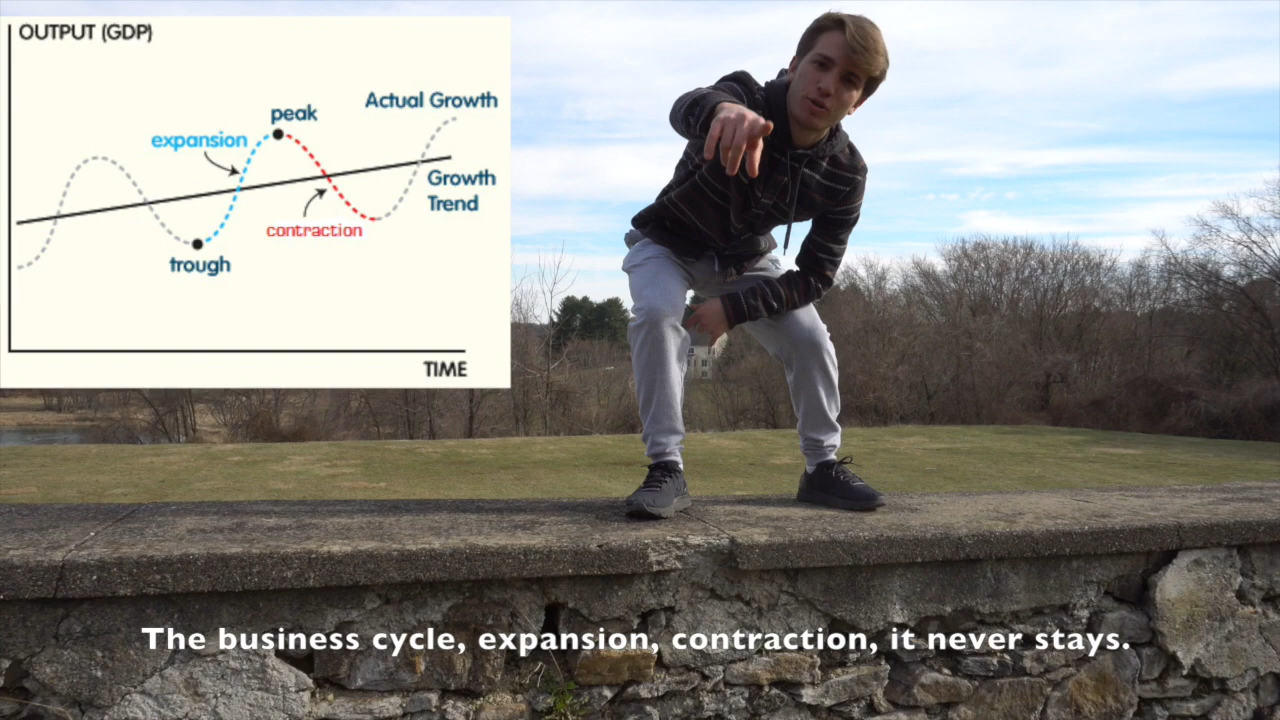 OUTPUT (GDP)
Actual Growth
peak
expansion
Growth
Trend
contraction
trough
TIME
The business cycle, expansion, contraction, it never stays.